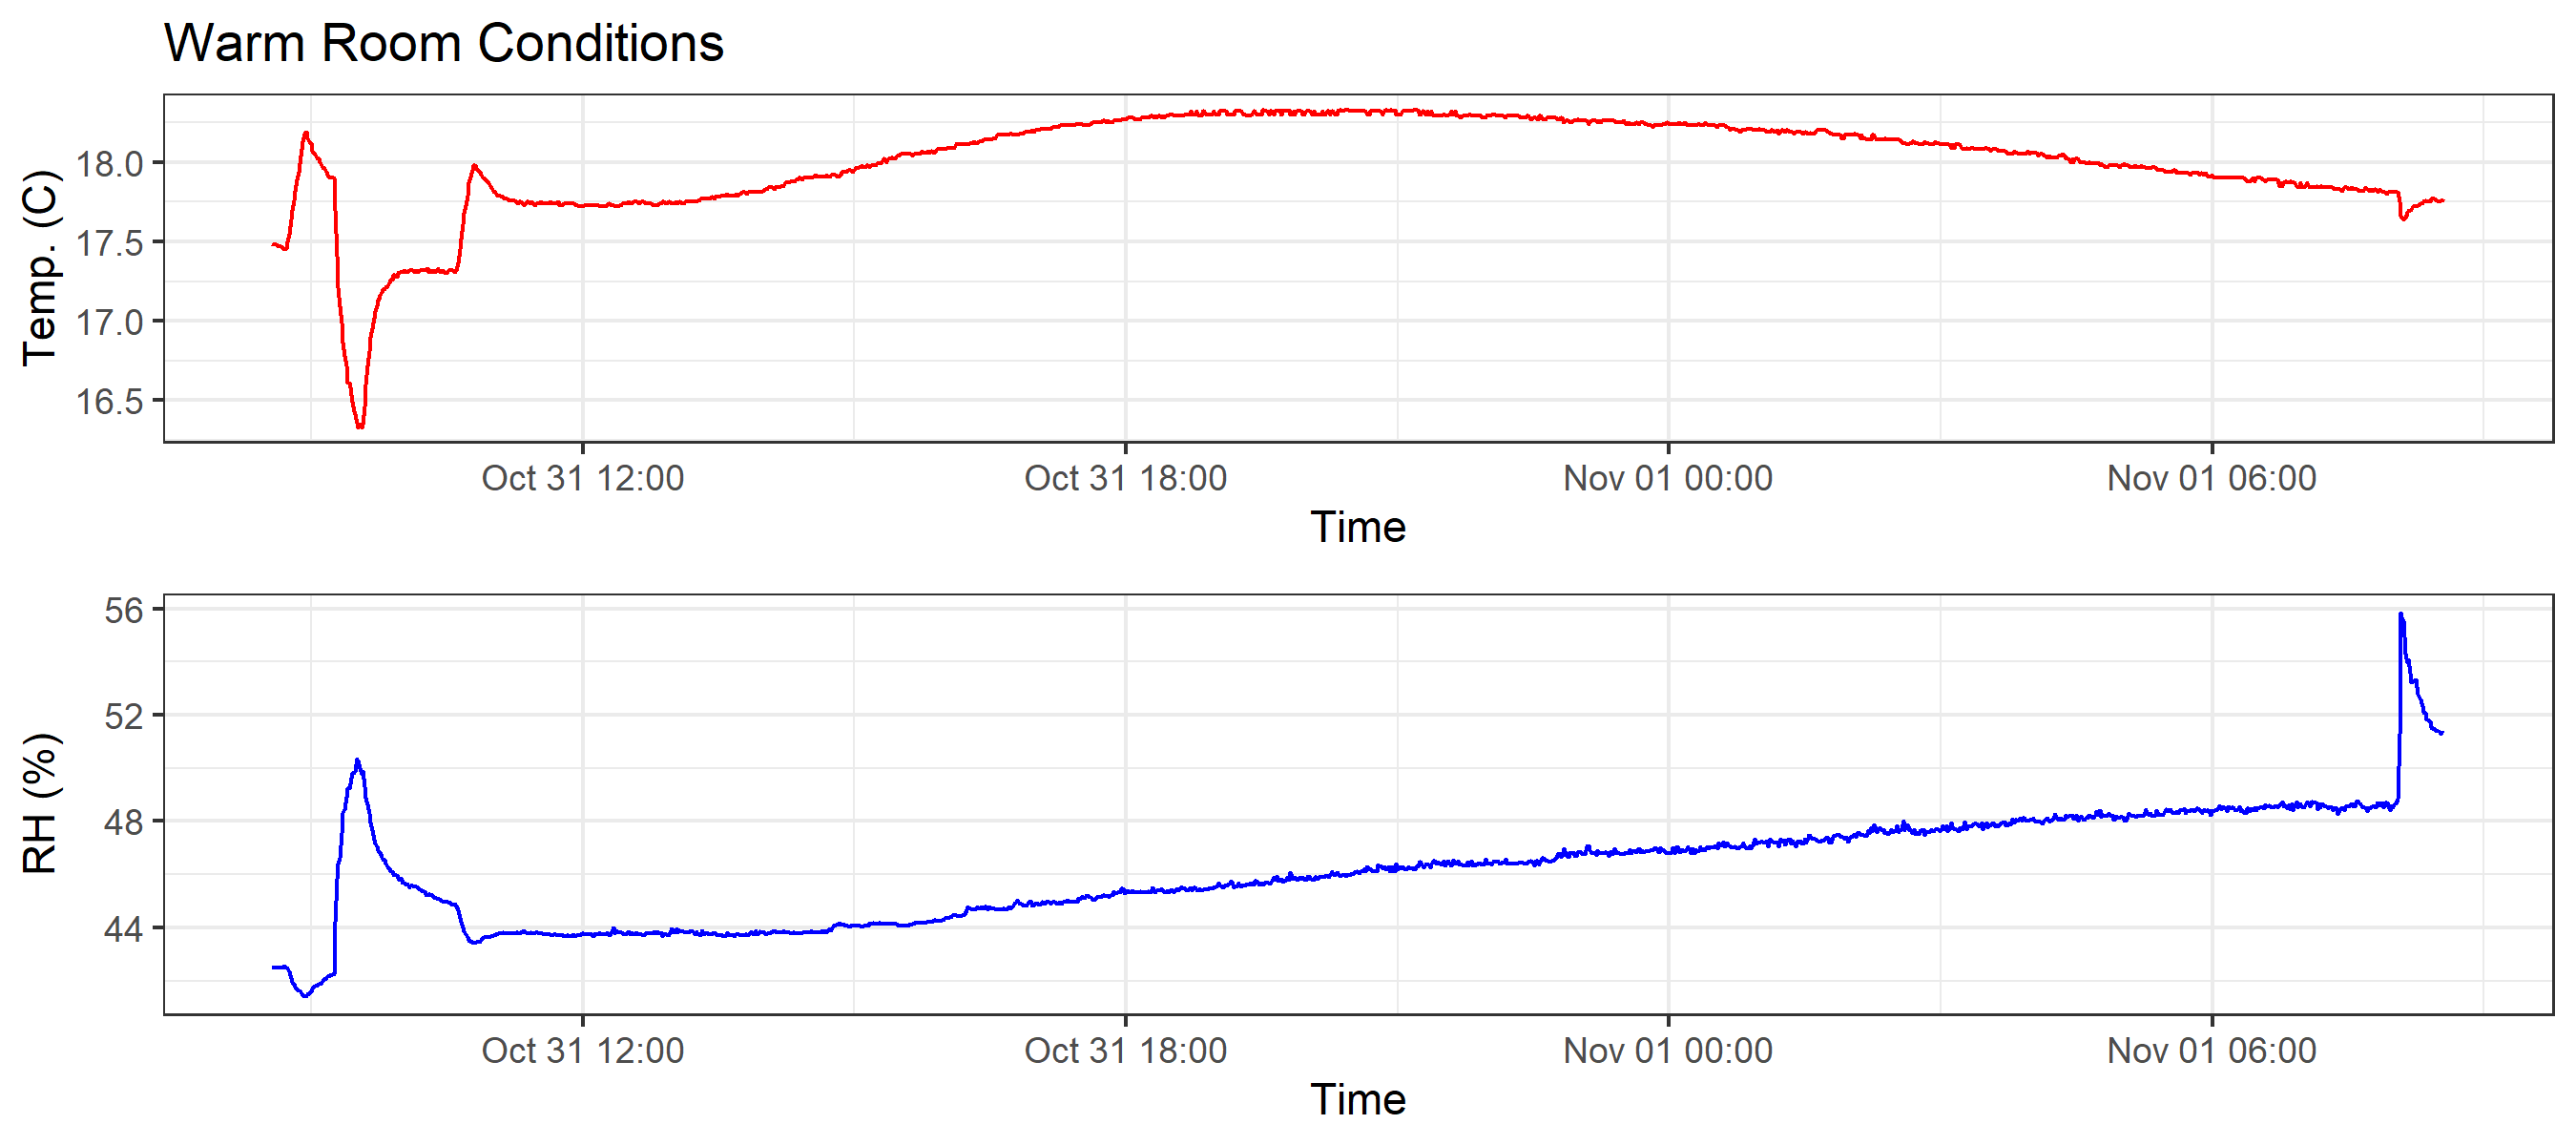 Warm Room Conditions
Temp. (C)
18.0
17.5
17.0
16.5
Oct 31 12:00 Oct 31 18:00 Nov 01 00:00 Nov 01 06:00
Time
RH (%)
56
52
48
44
Oct 31 12:00 Oct 31 18:00 Nov 01 00:00 Nov 01 06:00
Time